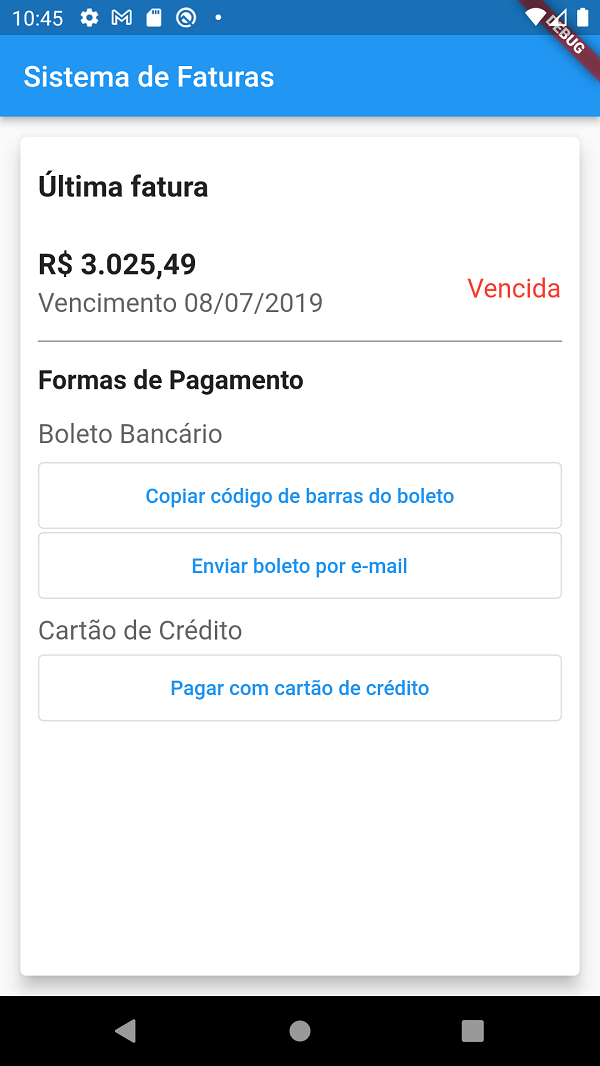 10:45
DEBUG
Sistema de Faturas
Última fatura
R$ 3.025,49
Vencimento 08/07/2019
Vencida
Formas de Pagamento
Boleto Bancário
Copiar código de barras do boleto
Enviar boleto por e-mail
Cartão de Crédito
Pagar com cartão de crédito